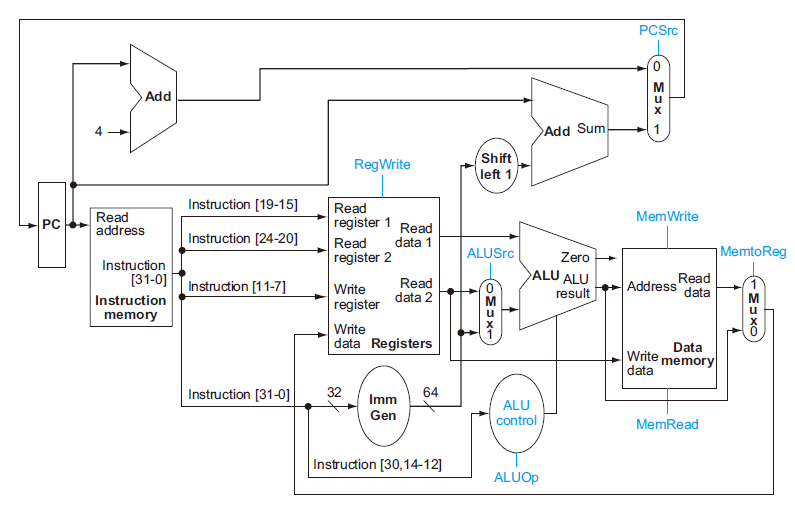 PCSrc
0
M
u
x
1
Add
4
Add Sum
Shift
left 1
RegWrite
PC
Read
address
Instruction
[31-0]
Instruction
memory
Instruction [19-15]
Instruction [24-20]
Instruction [11-7]
Read
register 1
Read
data 1
Read
register 2
Write
register
Read
data 2
Write
data
Registers
ALUSrc
0
M
u
x
1
Zero
ALU
ALU
result
MemWrite
Address
Read
data
Write
data
Data
memory
MemRead
MemtoReg
1
M
u
x
0
Instruction [31-0]
32
Imm
Gen
64
ALU
control
ALUOp
Instruction [30,14-12]